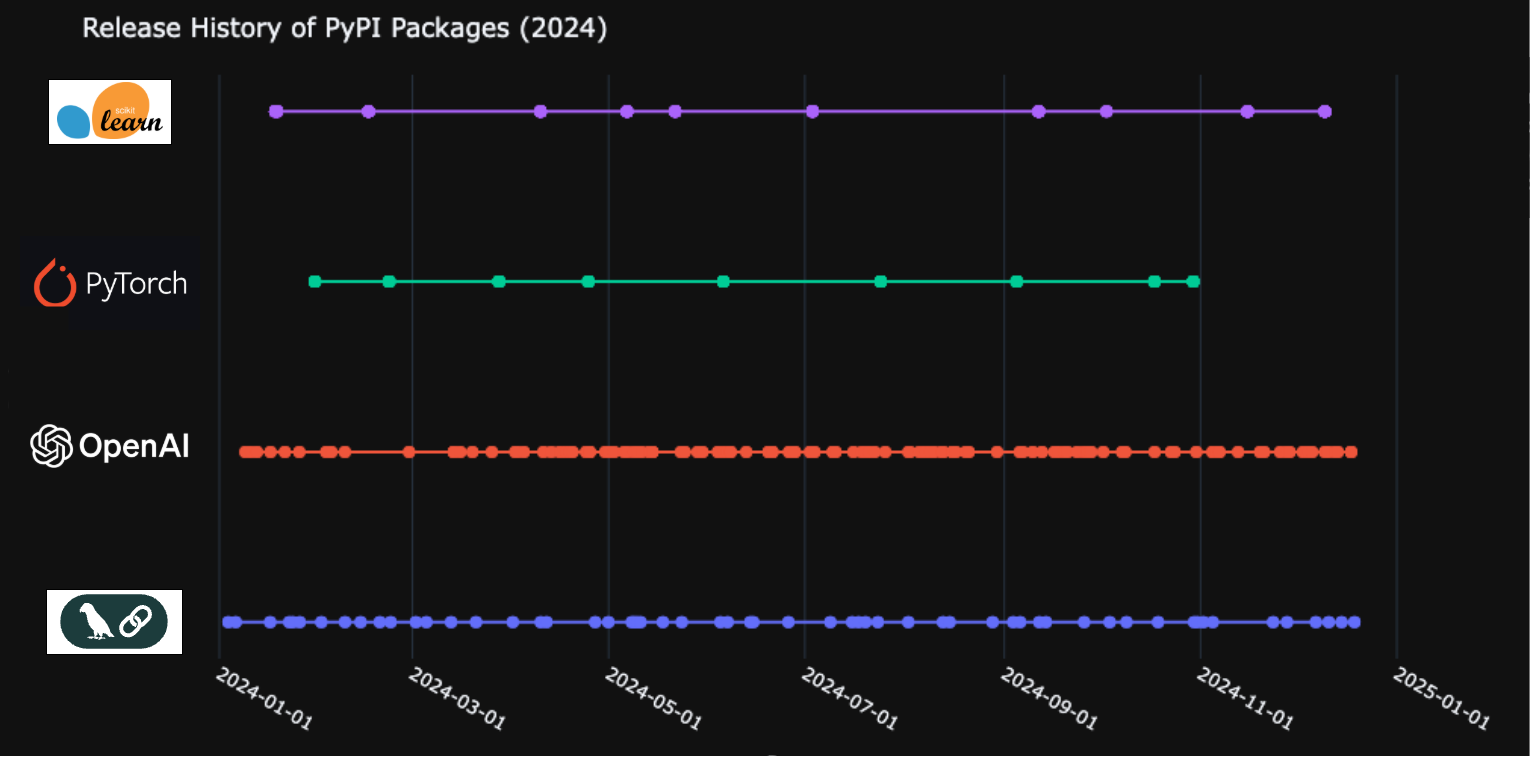 Release History of PyPI Packages (2024)
scikit
learn
PyTorch
OpenAI
2024-01-01
2024-03-01
2024-05-01
2024-07-01
2024-09-01
2024-11-01
2025-01-01